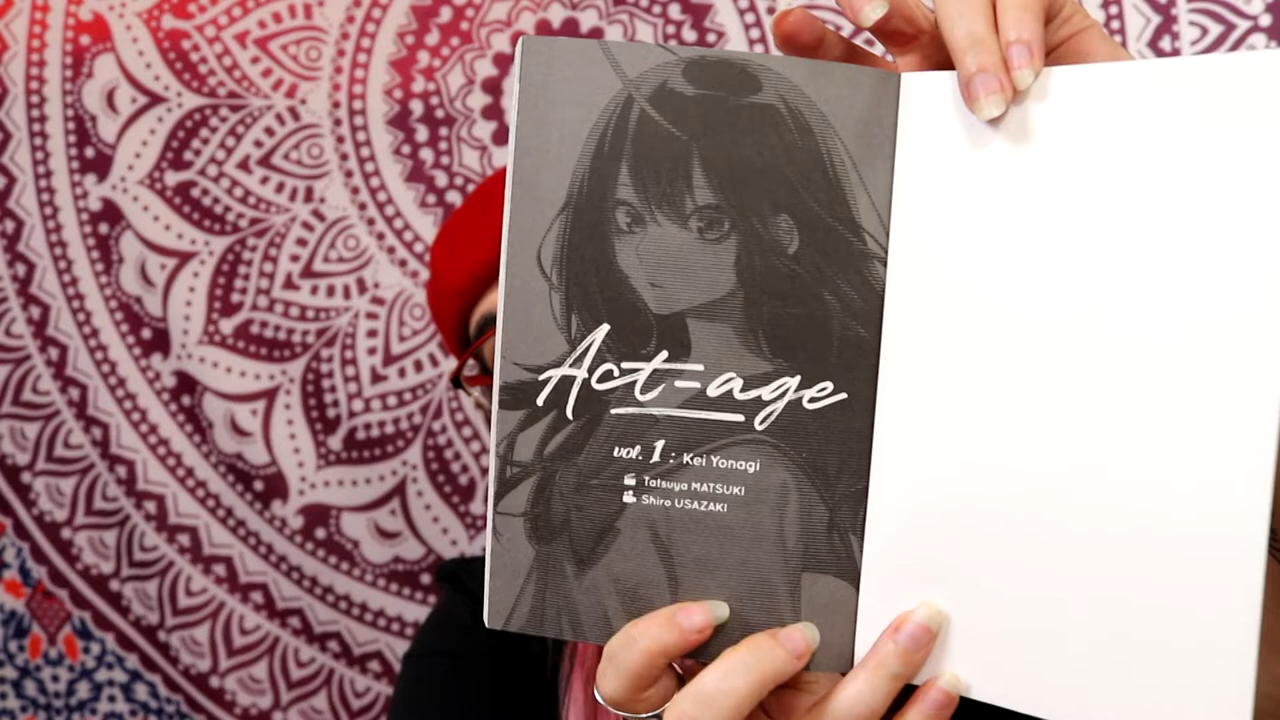 Act-age
vol. 1 : Kei Yonagi
Tatsuya MATSUKI
Shiro USAZAKI